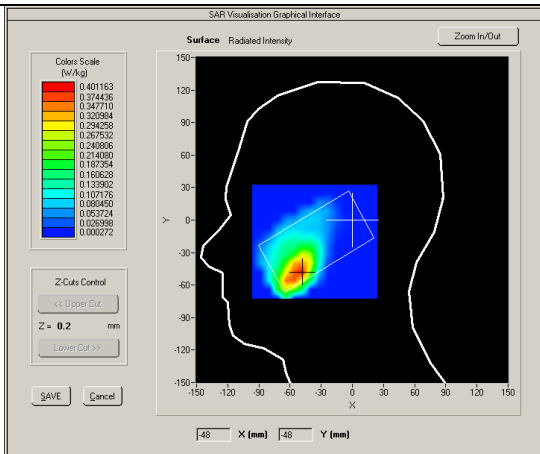 SAR Visualisation Graphical Interface
Surface Radiated Intensity
Zoom In/Out
Colors Scale
(W/kg)
0.401163
0.374436
0.347710
0.320984
0.294258
0.267532
0.240806
0.214080
0.187354
0.160628
0.133902
0.107176
0.080450
0.053724
0.026998
0.000272
Z-Cuts Control
<< Upper Cut
Z = 0.2 mm
Lower Cut >>
SAVE Cancel
150
120
90
60
30
0
-30
-60
-90
-120
-150
Y
-150 -120 -90 -60 -30 0 30 60 90 120 150
X
-48 X (mm) -48 Y (mm)